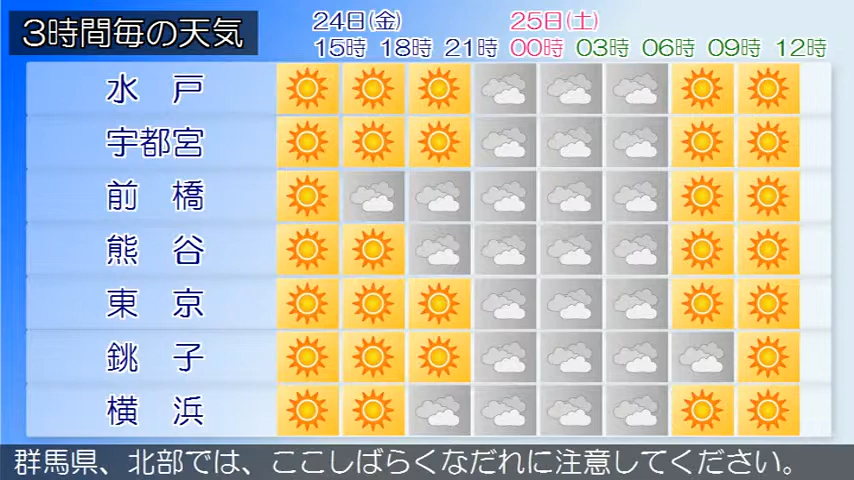 3時間毎の天気
24日(金) 25日(土)
15時 18時 21時 00時 03時 06時 09時 12時
水 戸
宇都宮
前 橋
熊 谷
東 京
銚 子
横 浜
群馬県、北部では、ここしばらくなだれに注意してください。